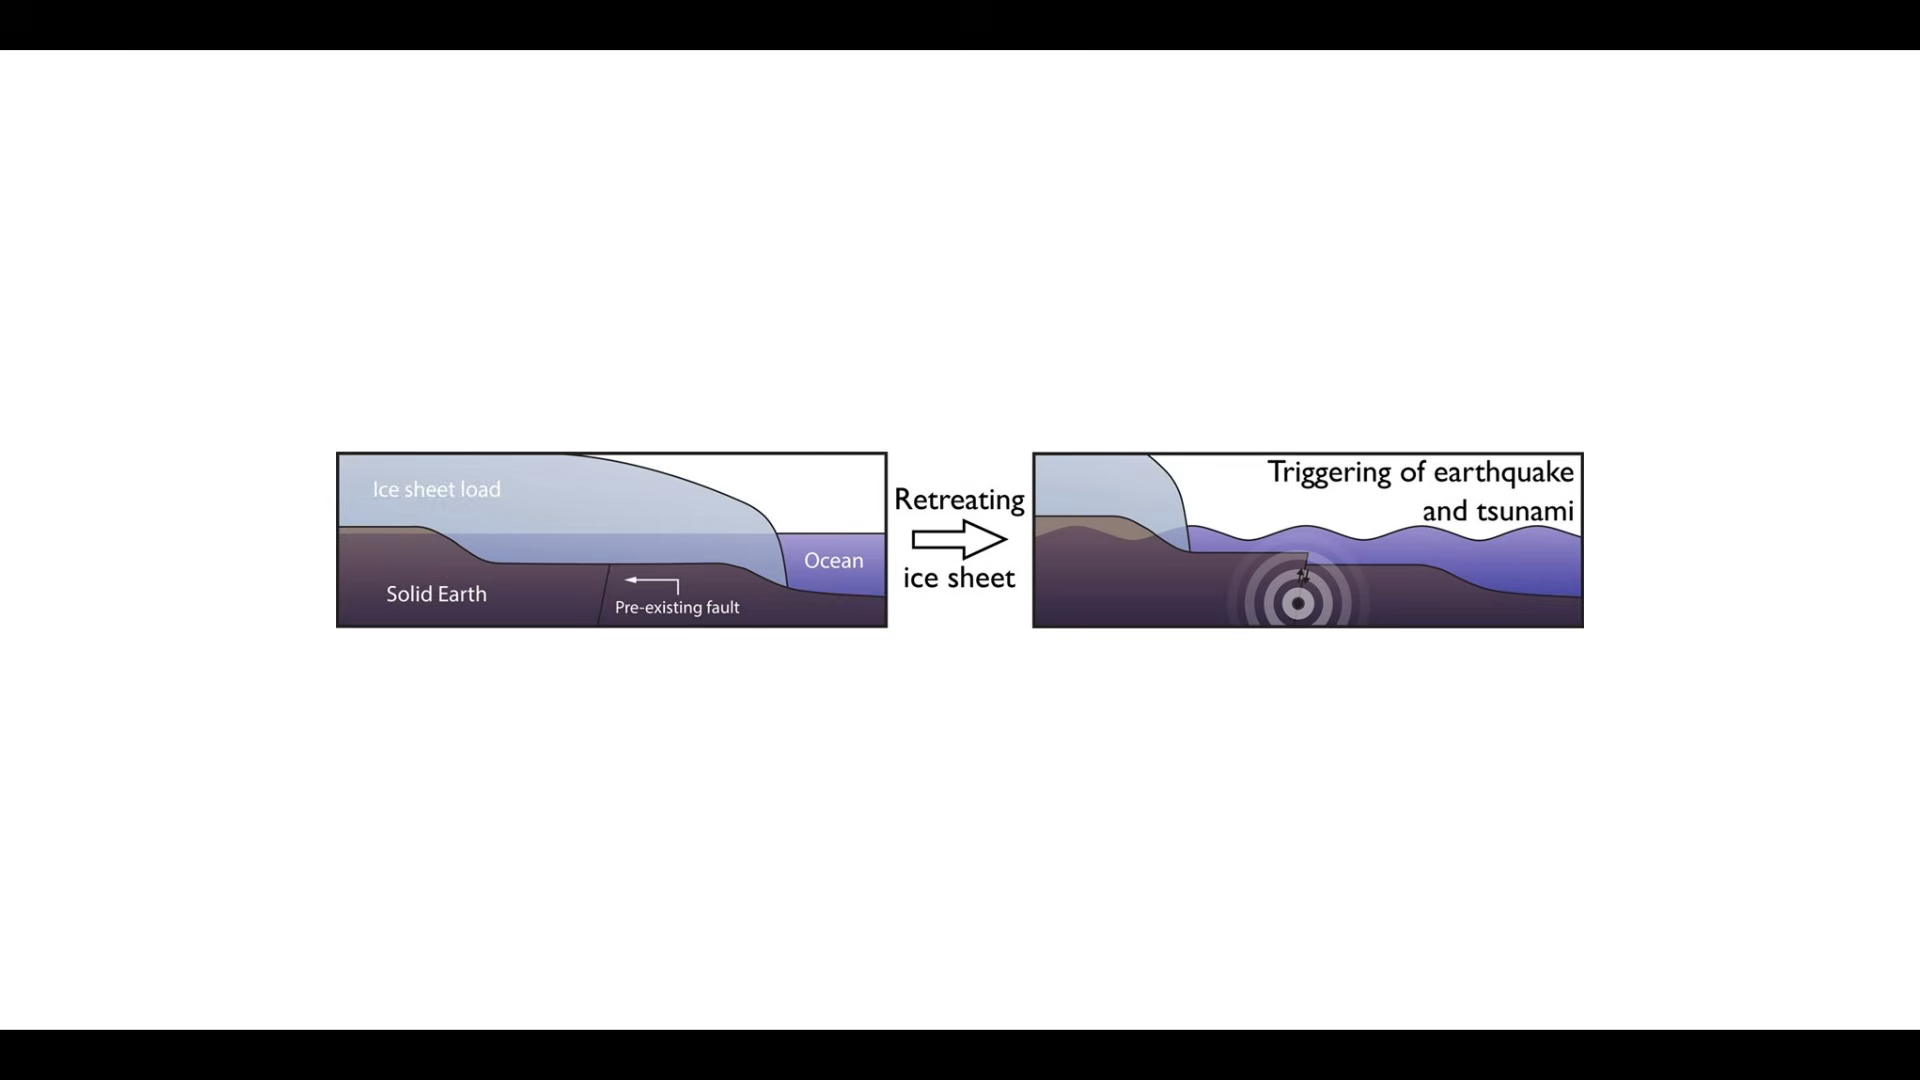 Ice sheet load
Solid Earth
Pre-existing fault
Ocean
Retreating
ice sheet
Triggering of earthquake
and tsunami